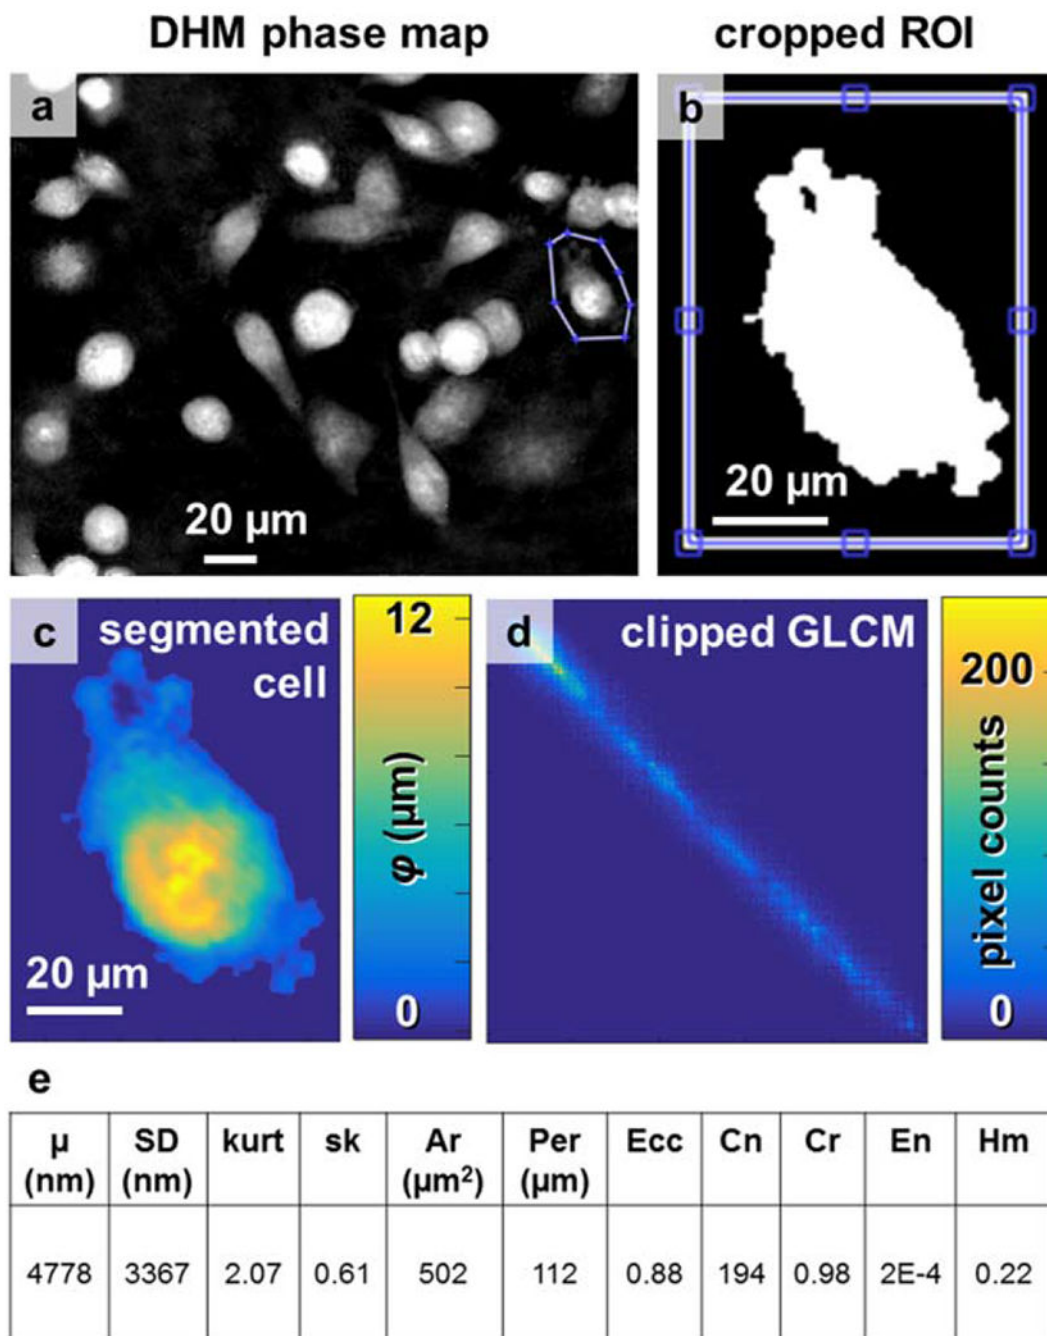 DHM phase map
cropped ROI
a
20 µm
b
20 µm
c
segmented
cell
20 µm
12
φ (µm)
0
d
clipped GLCM
200
pixel counts
0
e
µ (nm) SD (nm) kurt sk Ar (µm²) Per (µm) Ecc Cn Cr En Hm
4778 3367 2.07 0.61 502 112 0.88 194 0.98 2E-4 0.22